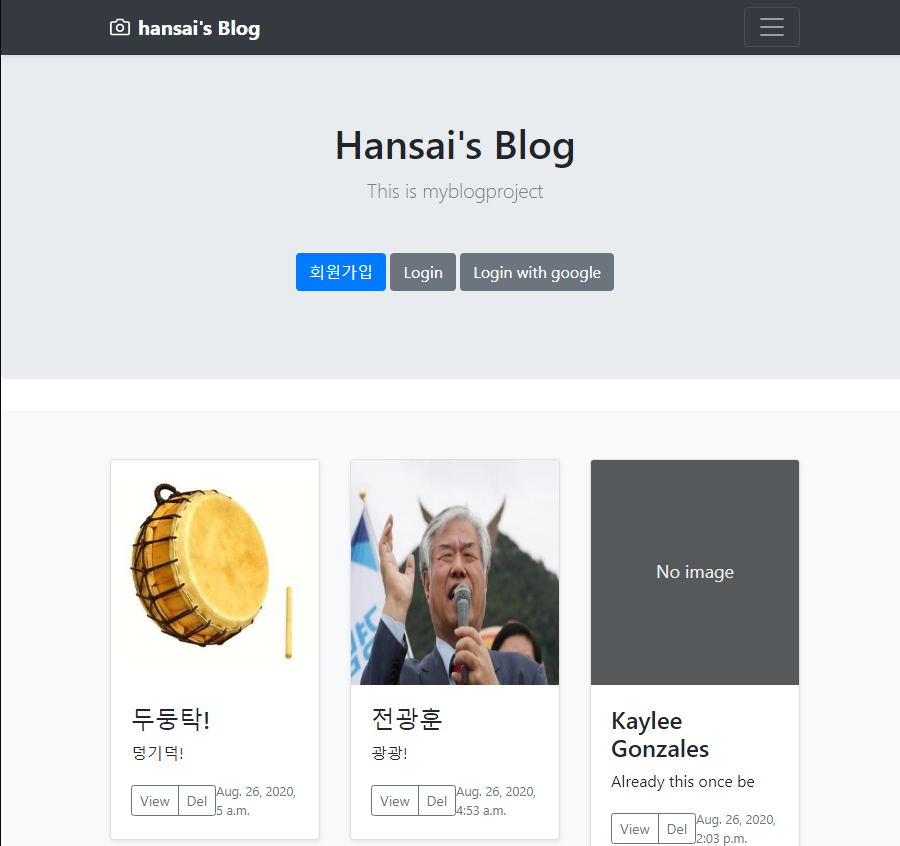 hansai's Blog
Hansai's Blog
This is myblogproject
회원가입
Login
Login with google
두둥탁!
덩기덕!
View
Del
Aug. 26, 2020,
5 a.m.
전광훈
광광!
View
Del
Aug. 26, 2020,
4:53 a.m.
No image
Kaylee
Gonzales
Already this once be
View
Del
Aug. 26, 2020,
2:03 p.m.